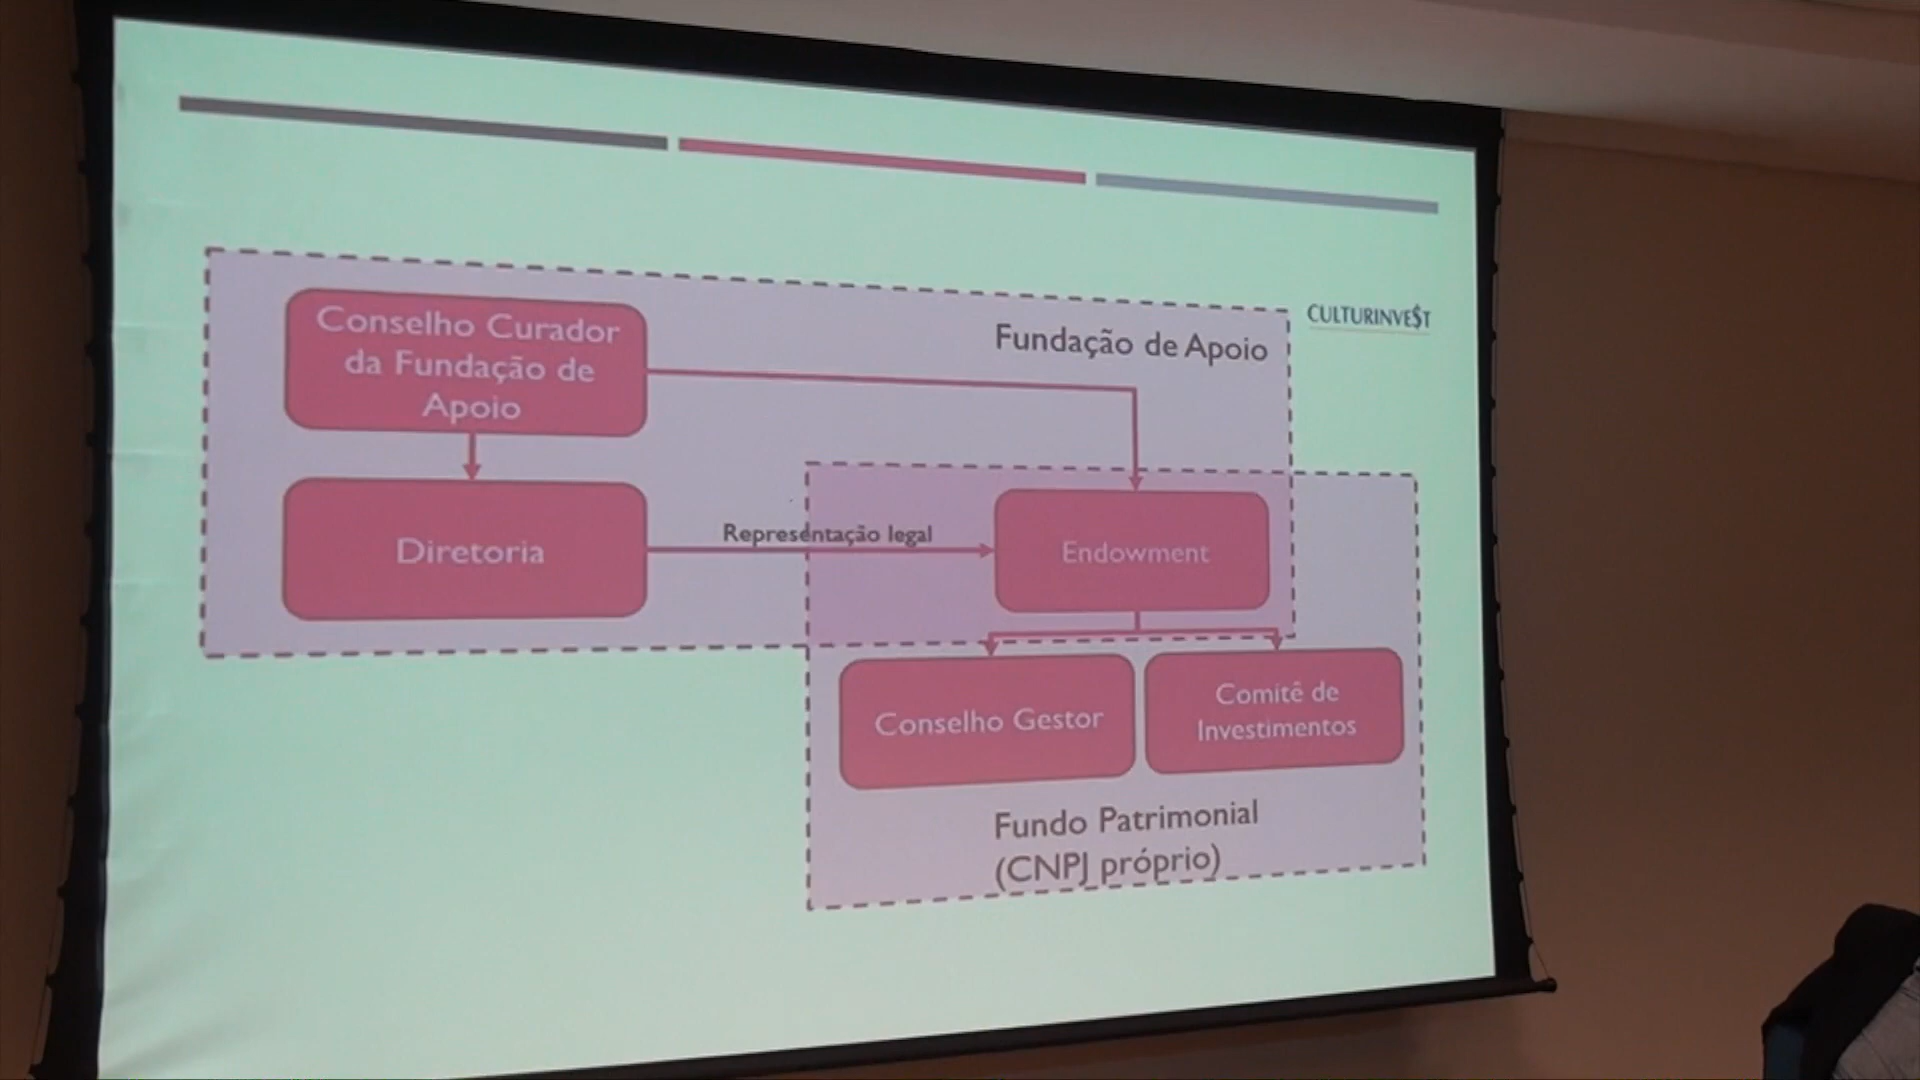 CULTURINVE$T
Fundação de Apoio
Conselho Curador
da Fundação de
Apoio
Diretoria
Representação legal
Endowment
Conselho Gestor
Comitê de
Investimentos
Fundo Patrimonial
(CNPJ próprio)